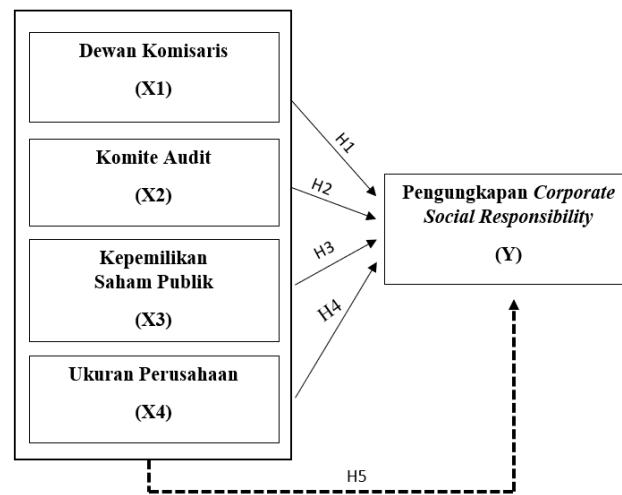 Dewan Komisaris
(X1)
Komite Audit
(X2)
Kepemilikan
Saham Publik
(X3)
Ukuran Perusahaan
(X4)
H1
H2
H3
H4
Pengungkapan Corporate
Social Responsibility
(Y)
H5